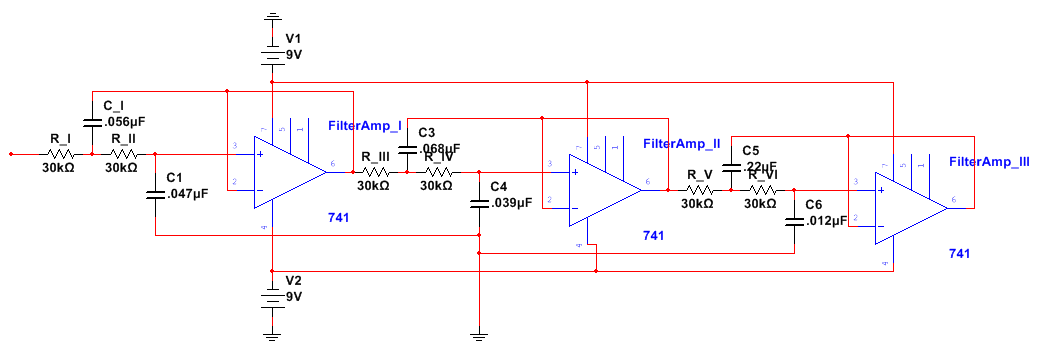 V1
9V
C_I
.056µF
R_I
30kΩ
R_II
30kΩ
C1
.047µF
3
2
7
5
1
6
4
FilterAmp_I
741
C3
.068µF
R_III
30kΩ
R_IV
30kΩ
C4
.039µF
3
2
7
5
1
6
4
FilterAmp_II
741
C5
.22µF
R_V
30kΩ
R_VI
30kΩ
C6
.012µF
3
2
7
5
1
6
4
FilterAmp_III
741
V2
9V